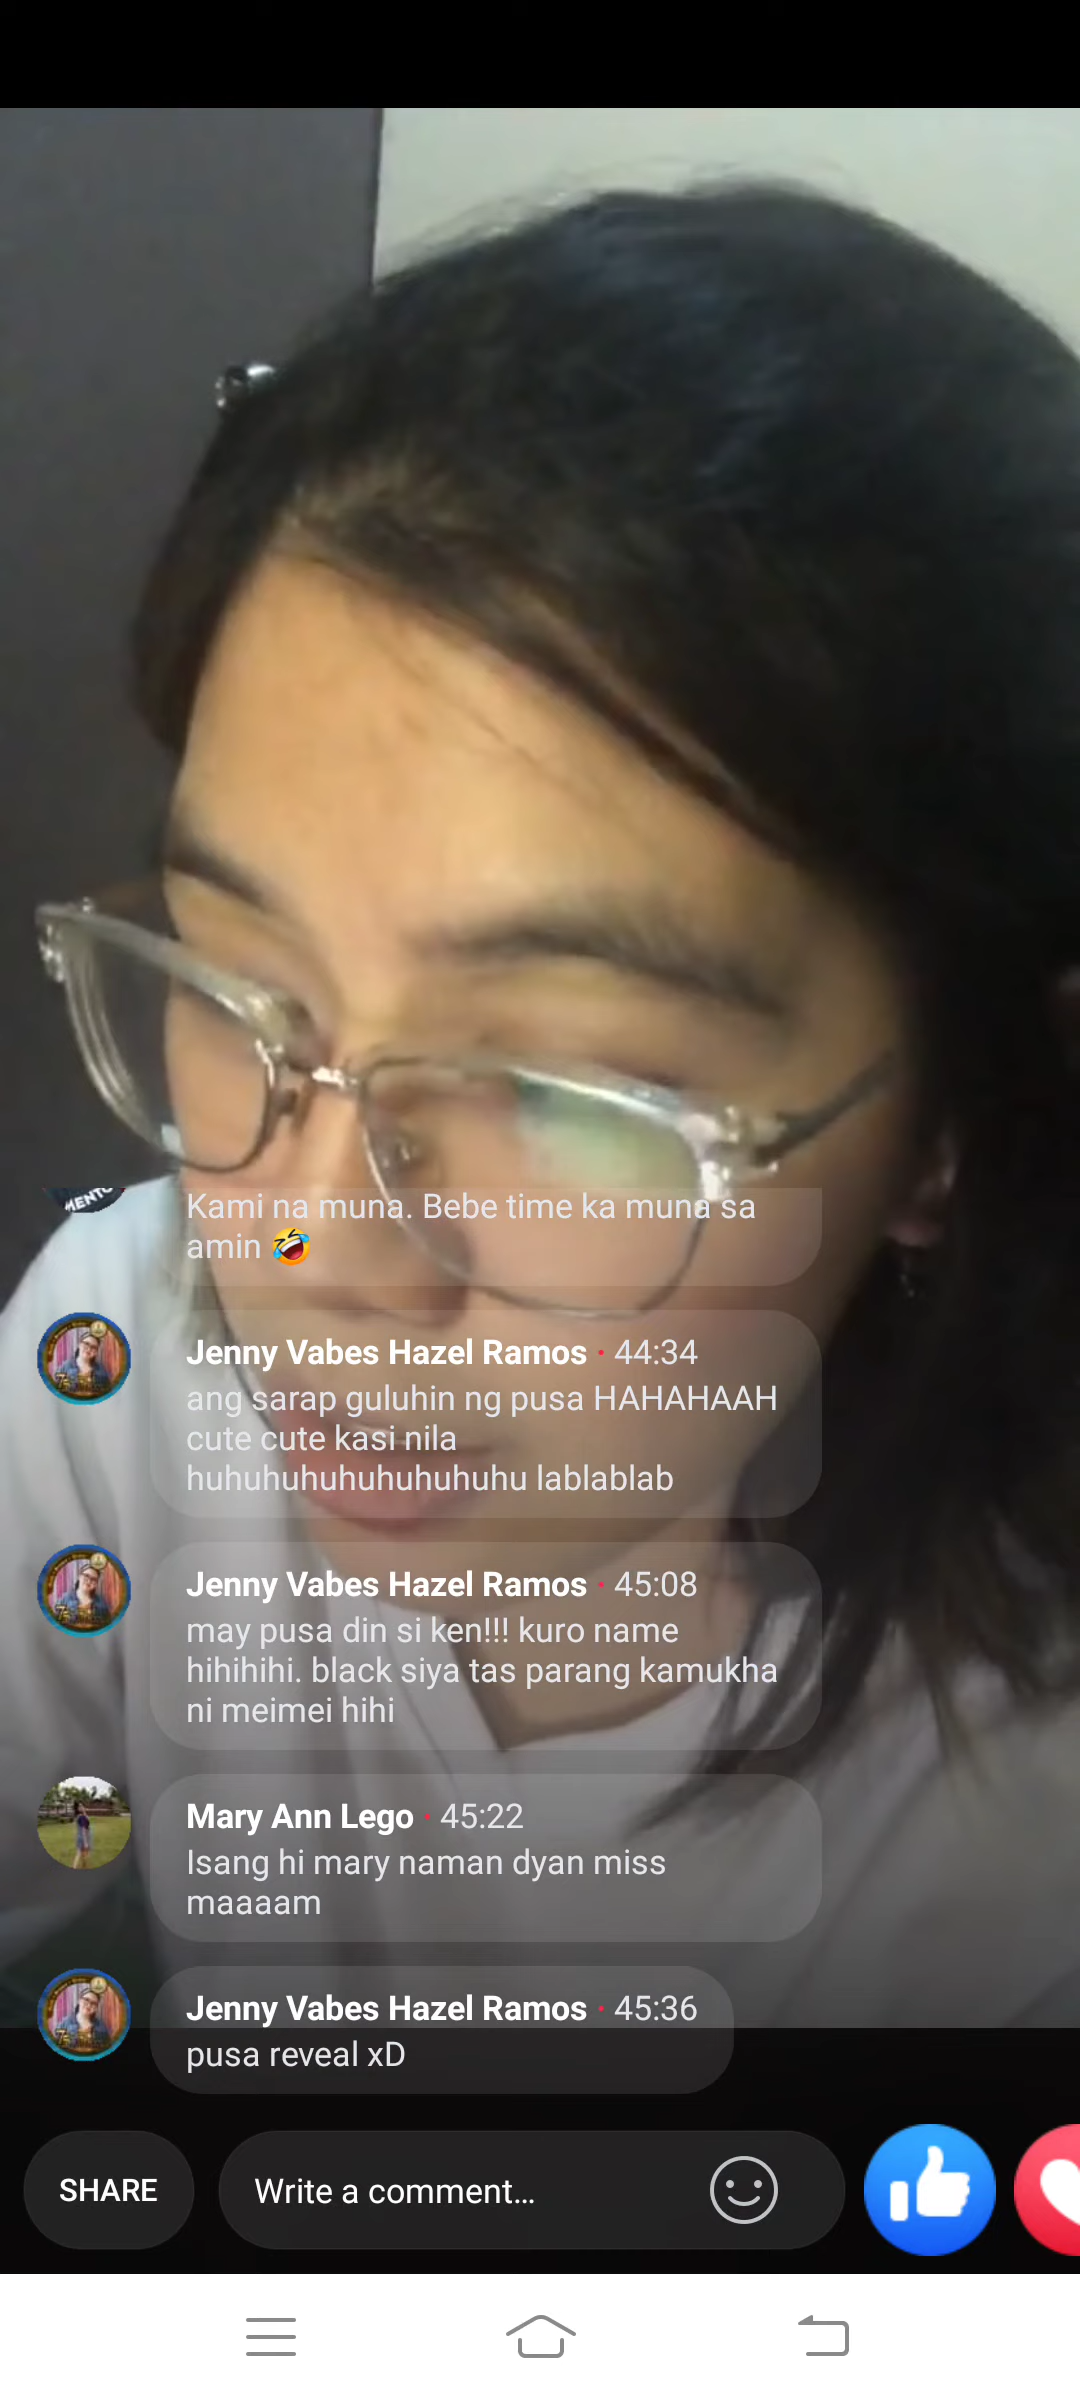 MENTO
Kami na muna. Bebe time ka muna sa
amin 🤣
Jenny Vabes Hazel Ramos · 44:34
ang sarap guluhin ng pusa HAHAHAAH
cute cute kasi nila
huhuhuhuhuhuhuhuhu lablablab
Jenny Vabes Hazel Ramos · 45:08
may pusa din si ken!!! kuro name
hihihihi. black siya tas parang kamukha
ni meimei hihi
Mary Ann Lego · 45:22
Isang hi mary naman dyan miss
maaaam
Jenny Vabes Hazel Ramos · 45:36
pusa reveal xD
SHARE
Write a comment...